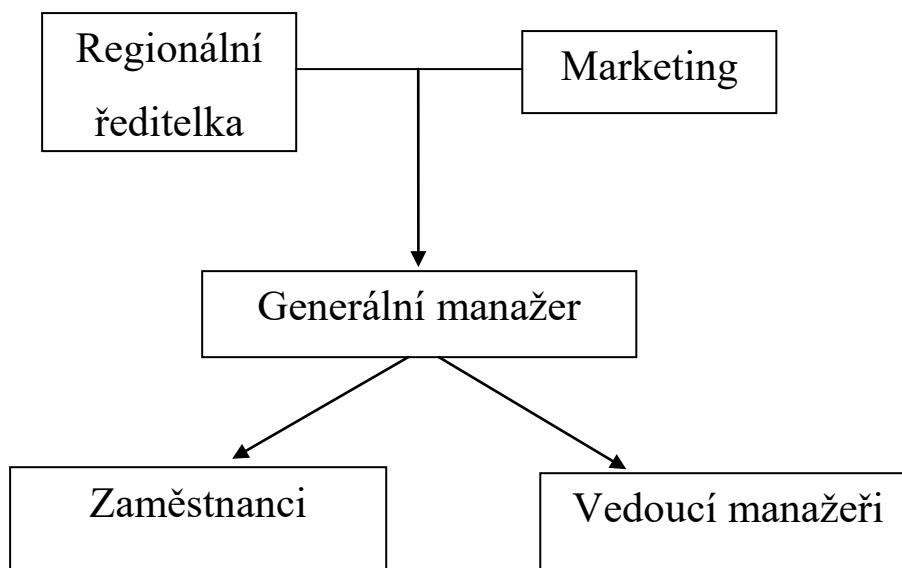 Regionální
ředitelka
Marketing
Generální manažer
Zaměstnanci
Vedoucí manažeři